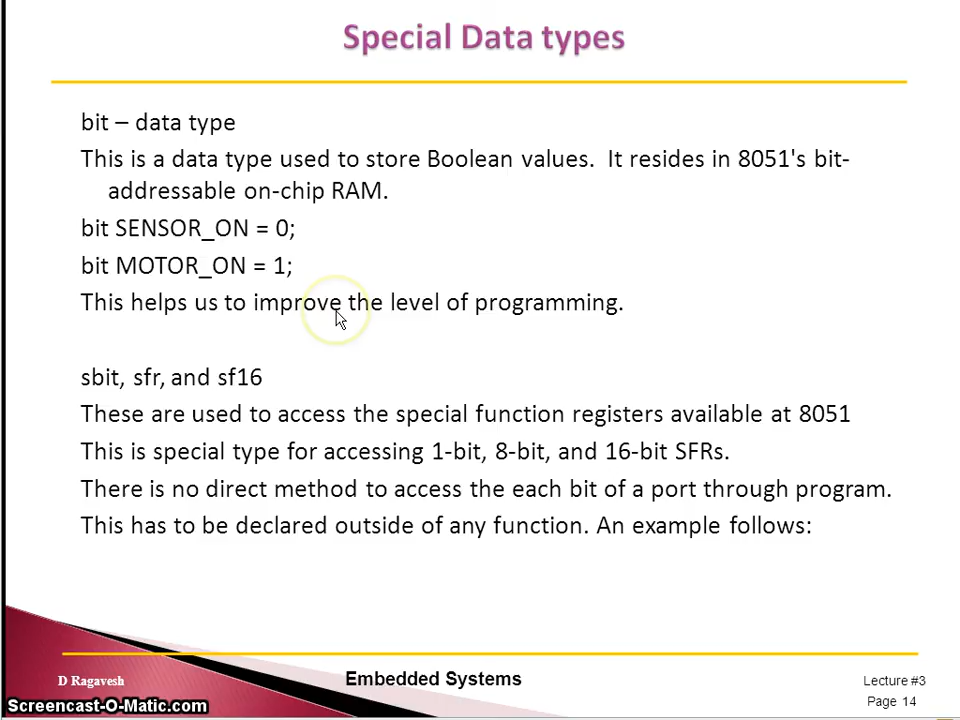 Special Data types
bit – data type
This is a data type used to store Boolean values.  It resides in 8051's bit-
addressable on-chip RAM.
bit SENSOR_ON = 0;
bit MOTOR_ON = 1;
This helps us to improve the level of programming.
sbit, sfr, and sf16
These are used to access the special function registers available at 8051
This is special type for accessing 1-bit, 8-bit, and 16-bit SFRs.
There is no direct method to access the each bit of a port through program.
This has to be declared outside of any function. An example follows:
D Ragavesh
Embedded Systems
Lecture #3
Page 14
Screencast-O-Matic.com